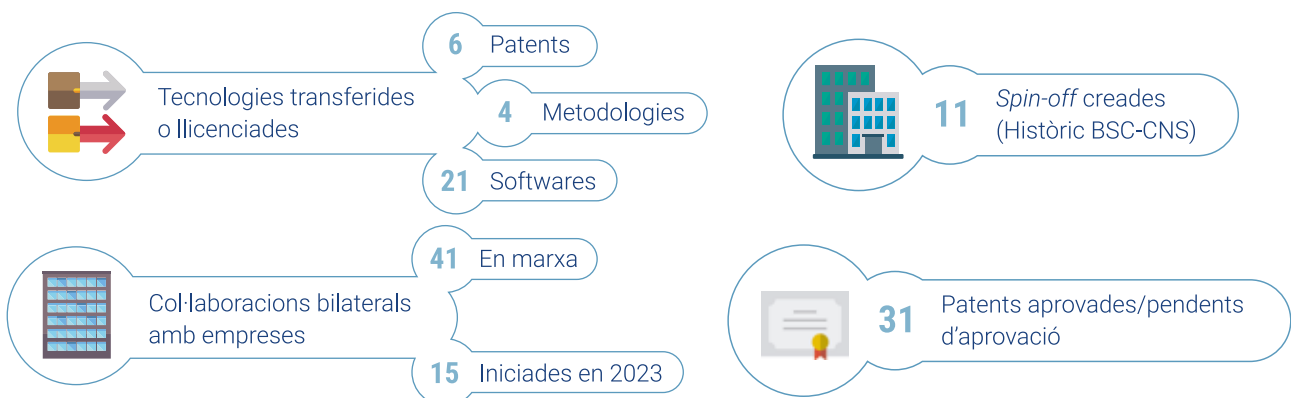 6 Patents
Tecnologies transferides
o llicenciades
4 Metodologies
21 Softwares
11
Spin-off creades
(Històric BSC-CNS)
41 En marxa
Col·laboracions bilaterals
amb empreses
15 Iniciades en 2023
31
Patents aprovades/pendents
d'aprovació